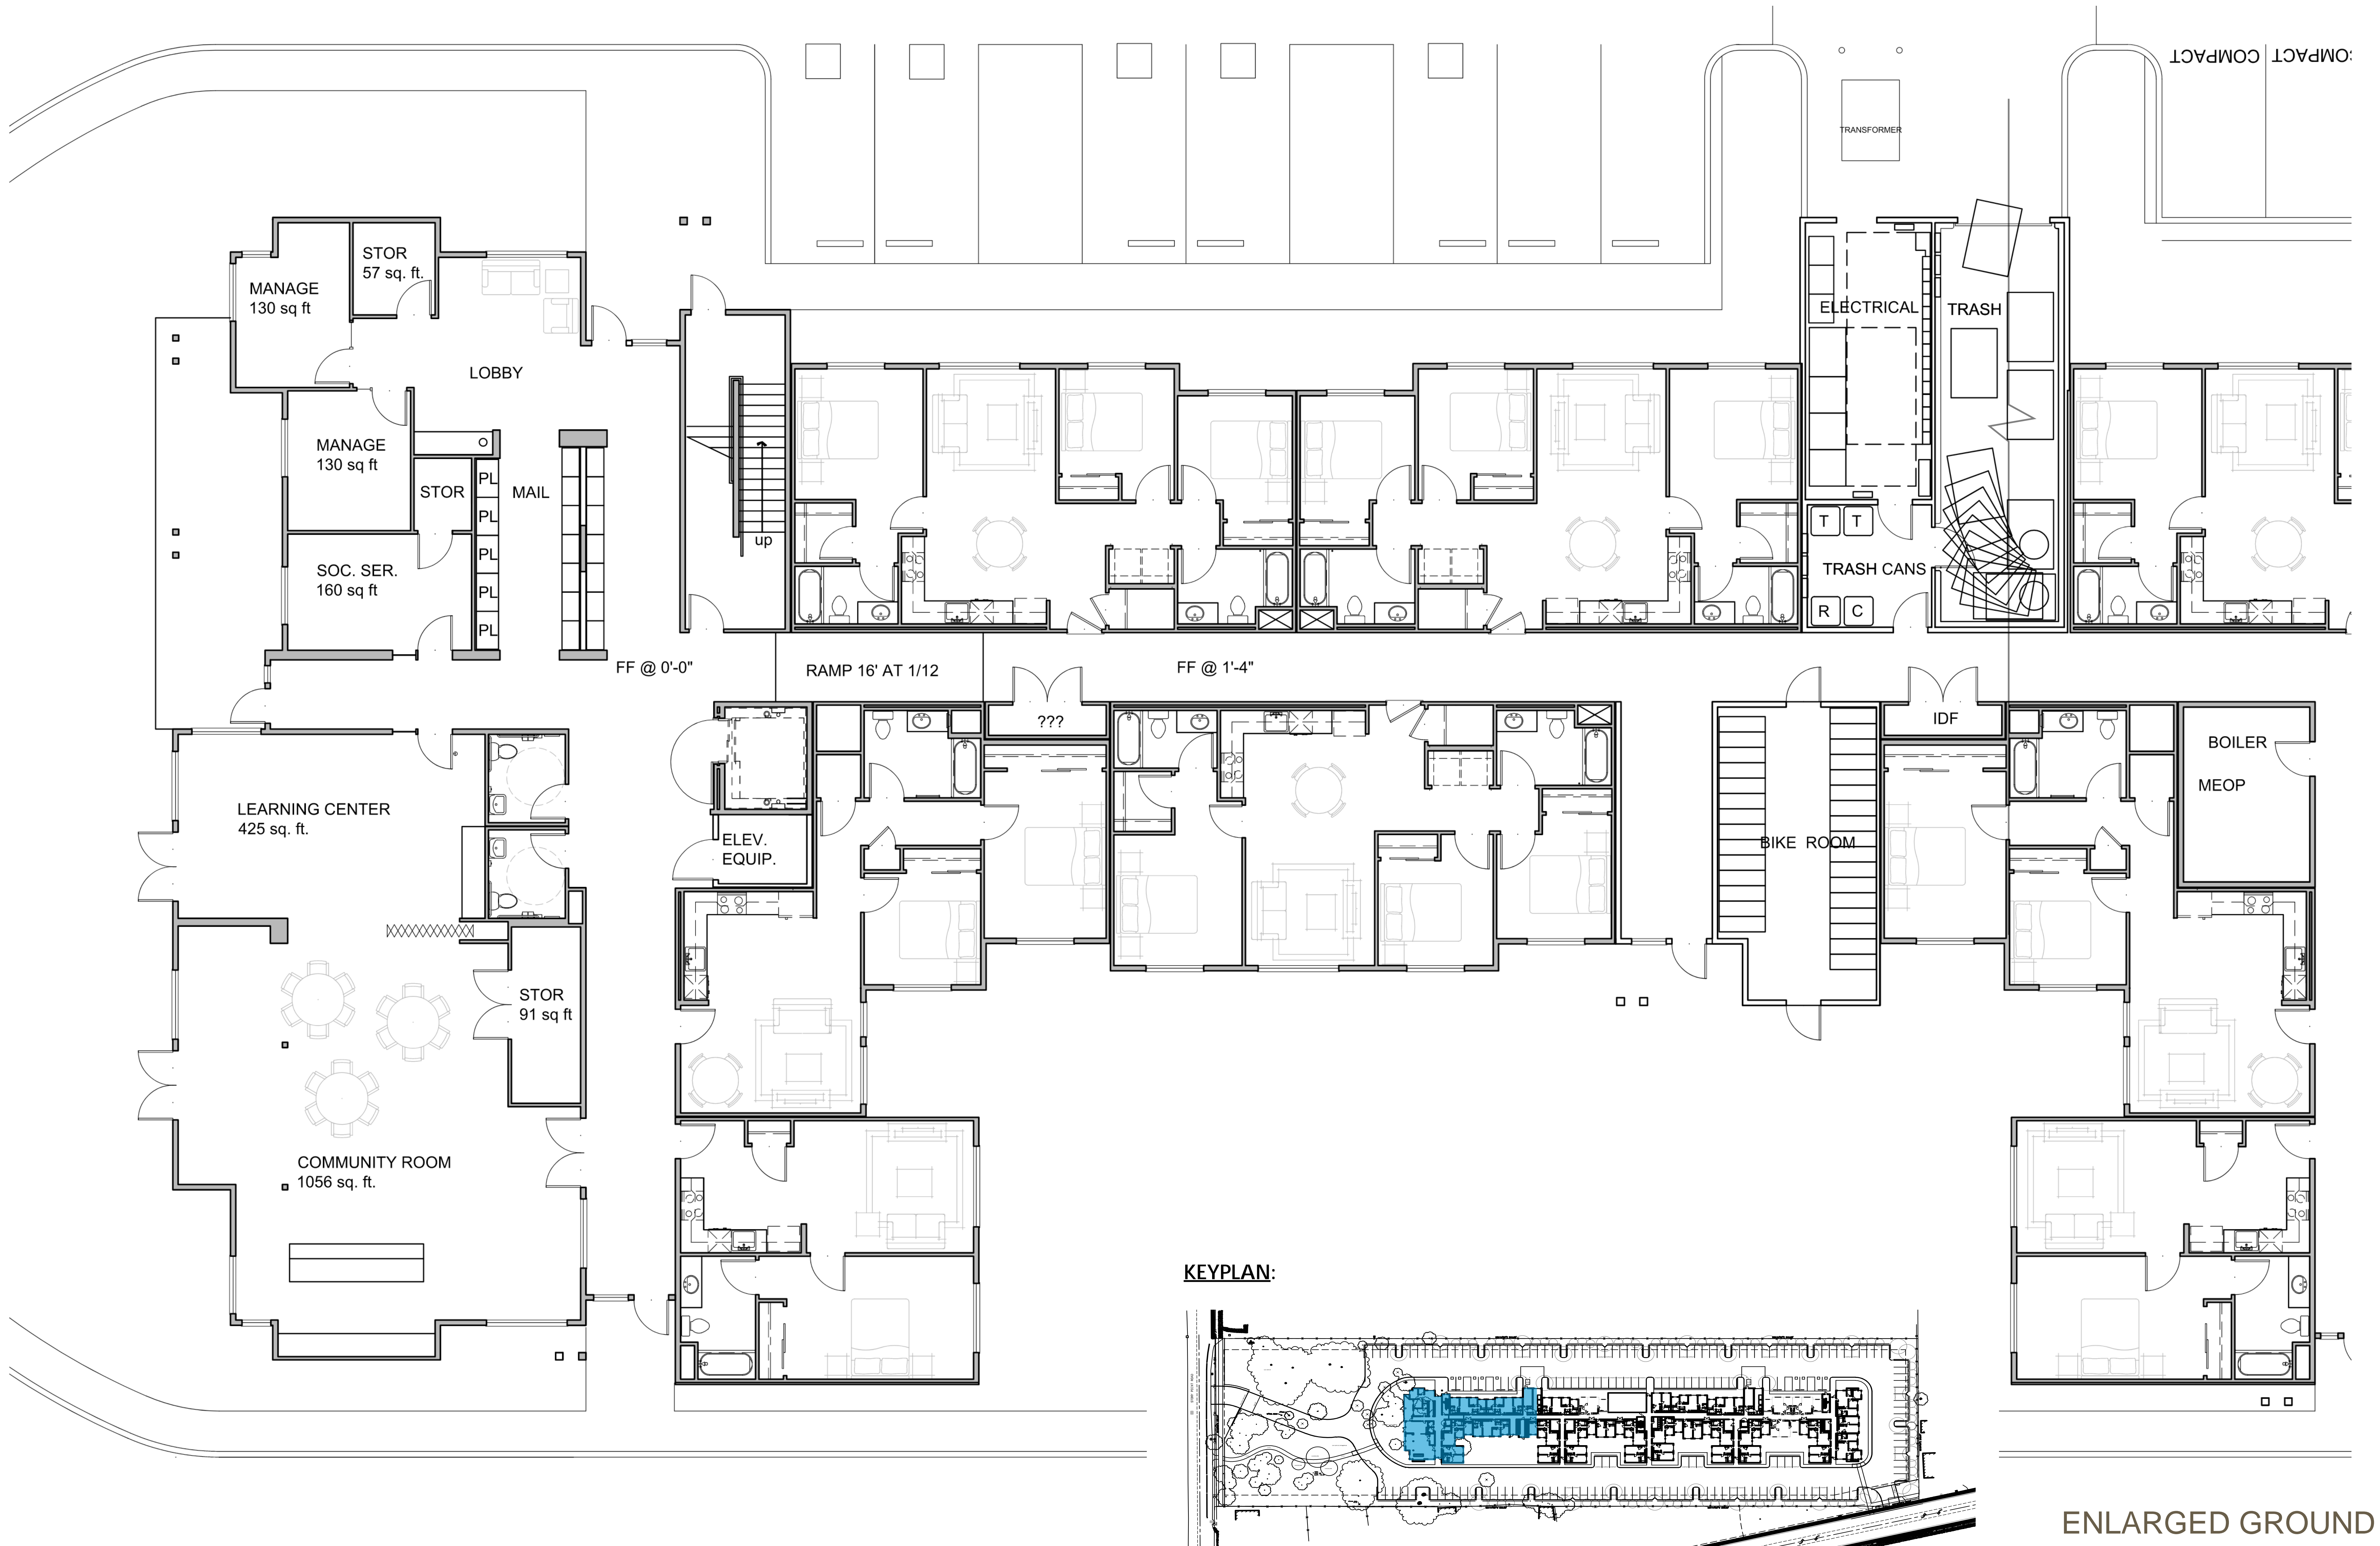 COMPACT
COMPACT
TRANSFORMER
STOR
57 sq. ft.
MANAGE
130 sq ft
LOBBY
ELECTRICAL
TRASH
MANAGE
130 sq ft
STOR
PL
MAIL
PL
PL
PL
PL
up
SOC. SER.
160 sq ft
T
T
TRASH CANS
R
C
FF @ 0'-0"
RAMP 16' AT 1/12
FF @ 1'-4"
???
IDF
BOILER
MEOP
LEARNING CENTER
425 sq. ft.
ELEV.
EQUIP.
BIKE ROOM
STOR
91 sq ft
COMMUNITY ROOM
1056 sq. ft.
KEYPLAN:
ENLARGED GROUND